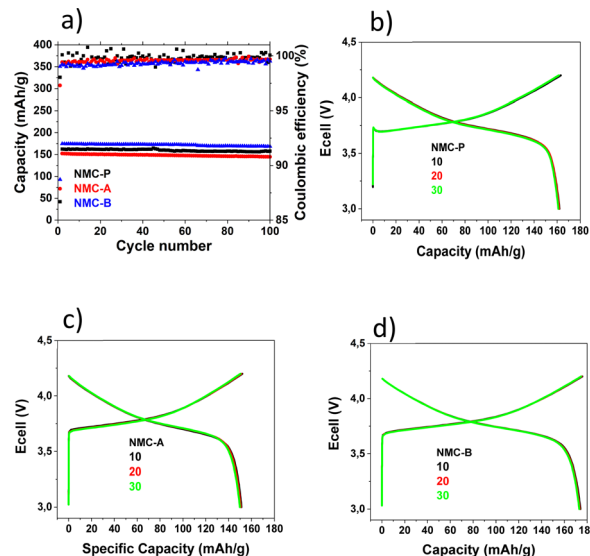 a)
400
350
300
250
200
150
100
50
0
Capacity (mAh/g)
100
95
90
85
Coulombic efficiency (%)
NMC-P
NMC-A
NMC-B
0 20 40 60 80 100
Cycle number
b)
4,5
4,0
3,5
3,0
Ecell (V)
NMC-P
10
20
30
0 20 40 60 80 100 120 140 160 180
Capacity (mAh/g)
c)
4,5
4,0
3,5
3,0
Ecell (V)
NMC-A
10
20
30
0 20 40 60 80 100 120 140 160 180
Specific Capacity (mAh/g)
d)
4,5
4,0
3,5
3,0
Ecell (V)
NMC-B
10
20
30
0 20 40 60 80 100 120 140 160 18
Capacity (mAh/g)